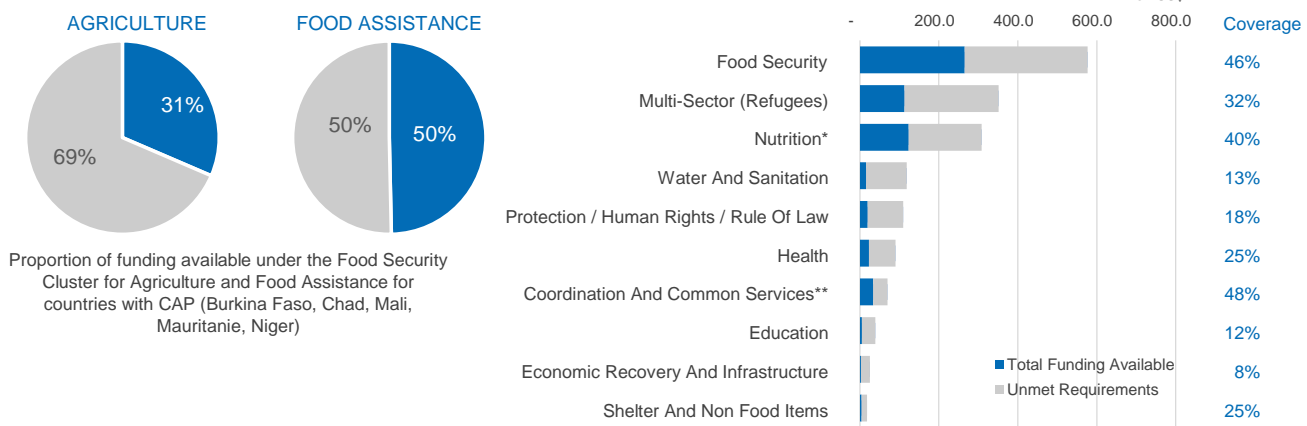 AGRICULTURE
FOOD ASSISTANCE
31%
69%
50%
50%
Proportion of funding available under the Food Security
Cluster for Agriculture and Food Assistance for
countries with CAP (Burkina Faso, Chad, Mali,
Mauritanie, Niger)
- 200.0 400.0 600.0 800.0 Coverage
Food Security 46%
Multi-Sector (Refugees) 32%
Nutrition* 40%
Water And Sanitation 13%
Protection / Human Rights / Rule Of Law 18%
Health 25%
Coordination And Common Services** 48%
Education 12%
Economic Recovery And Infrastructure 8%
Shelter And Non Food Items 25%
Total Funding Available
Unmet Requirements